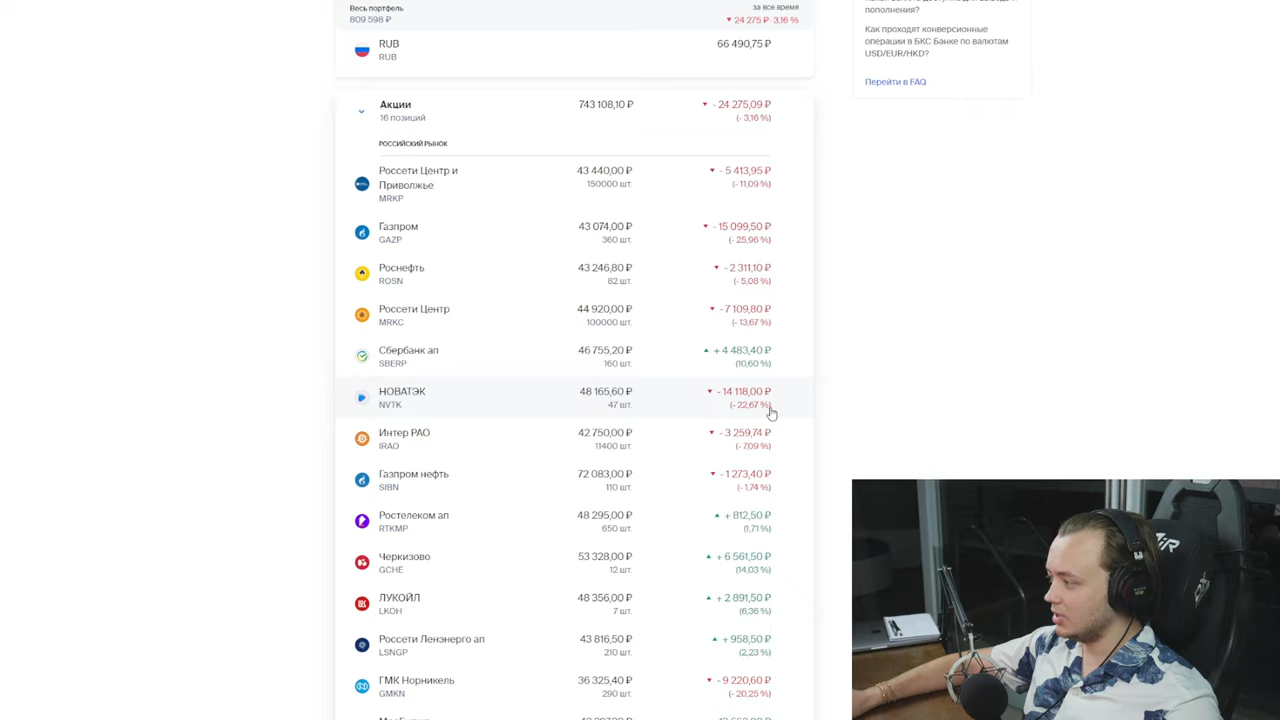 Весь портфель
за все время
809 598 ₽
24 275 ₽·3,16 %
RUB
66 490,75 ₽
RUB
Акции
743 108,10 ₽
- 24 275,09 ₽
16 позиций
(- 3,16 %)
РОССИЙСКИЙ РЫНОК
Россети Центр и
Приволжье
43 440,00 ₽
- 5 413,95 ₽
150000 шт.
(- 11,09 %)
MRKP
Газпром
43 074,00 ₽
- 15 099,50 ₽
GAZP
360 шт.
(- 25,96 %)
Роснефть
43 246,80 ₽
- 2 311,10 ₽
ROSN
82 шт.
(- 5,08 %)
Россети Центр
44 920,00 ₽
- 7 109,80 ₽
MRKC
100000 шт.
(- 13,67 %)
Сбербанк ап
46 755,20 ₽
+ 4 483,40 ₽
SBERP
160 шт.
(10,60 %)
НОВАТЭК
48 165,60 ₽
- 14 118,00 ₽
NVTK
47 шт.
(- 22,67 %)
Интер РАО
42 750,00 ₽
- 3 259,74 ₽
IRAO
11400 шт.
(- 7,09 %)
Газпром нефть
72 083,00 ₽
- 1 273,40 ₽
SIBN
110 шт.
(- 1,74 %)
Ростелеком ап
48 295,00 ₽
+ 812,50 ₽
RTKMP
650 шт.
(1,71 %)
Черкизово
53 328,00 ₽
+ 6 561,50 ₽
GCHE
12 шт.
(14,03 %)
ЛУКОЙЛ
48 356,00 ₽
+ 2 891,50 ₽
LKOH
7 шт.
(6,36 %)
Россети Ленэнерго ап
43 816,50 ₽
+ 958,50 ₽
LSNGP
210 шт.
(2,23 %)
ГМК Норникель
36 325,40 ₽
- 9 220,60 ₽
GMKN
290 шт.
(- 20,25 %)
пополнения?
Как проходят конверсионные
операции в БКС Банке по валютам
USD/EUR/HKD?
Перейти в FAQ